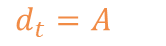 d_t = A